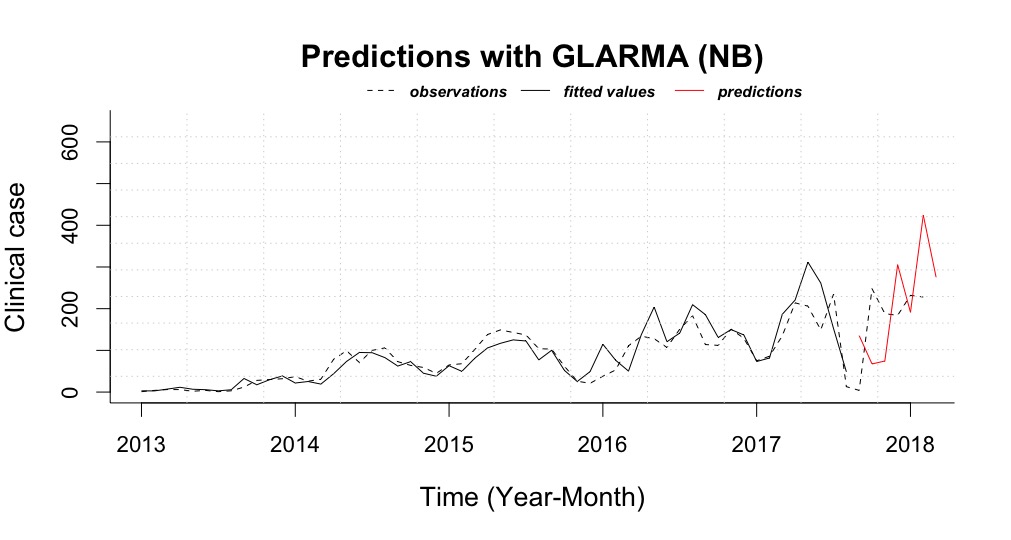 Predictions with GLARMA (NB)
observations fitted values predictions
600
400
200
0
Clinical case
2013 2014 2015 2016 2017 2018
Time (Year-Month)